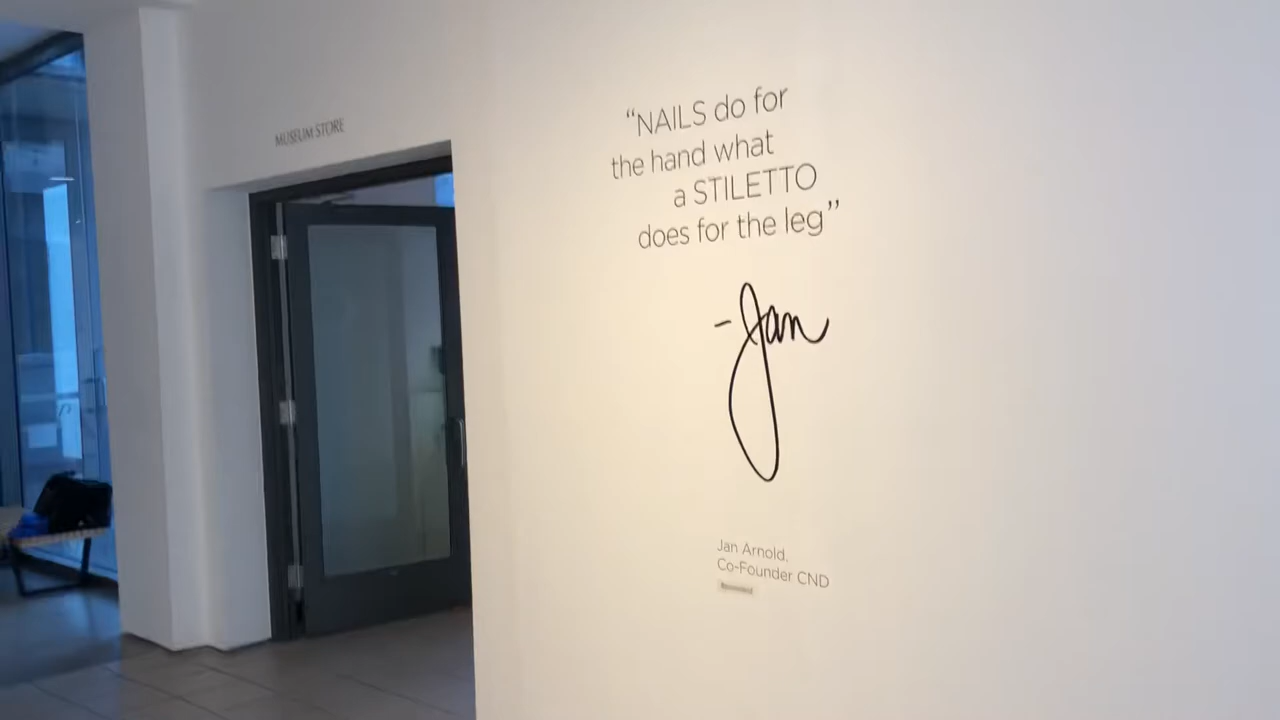 MUSEUM STORE
“NAILS do for
the hand what
a STILETTO
does for the leg”
-Jan
Jan Arnold,
Co-Founder CND